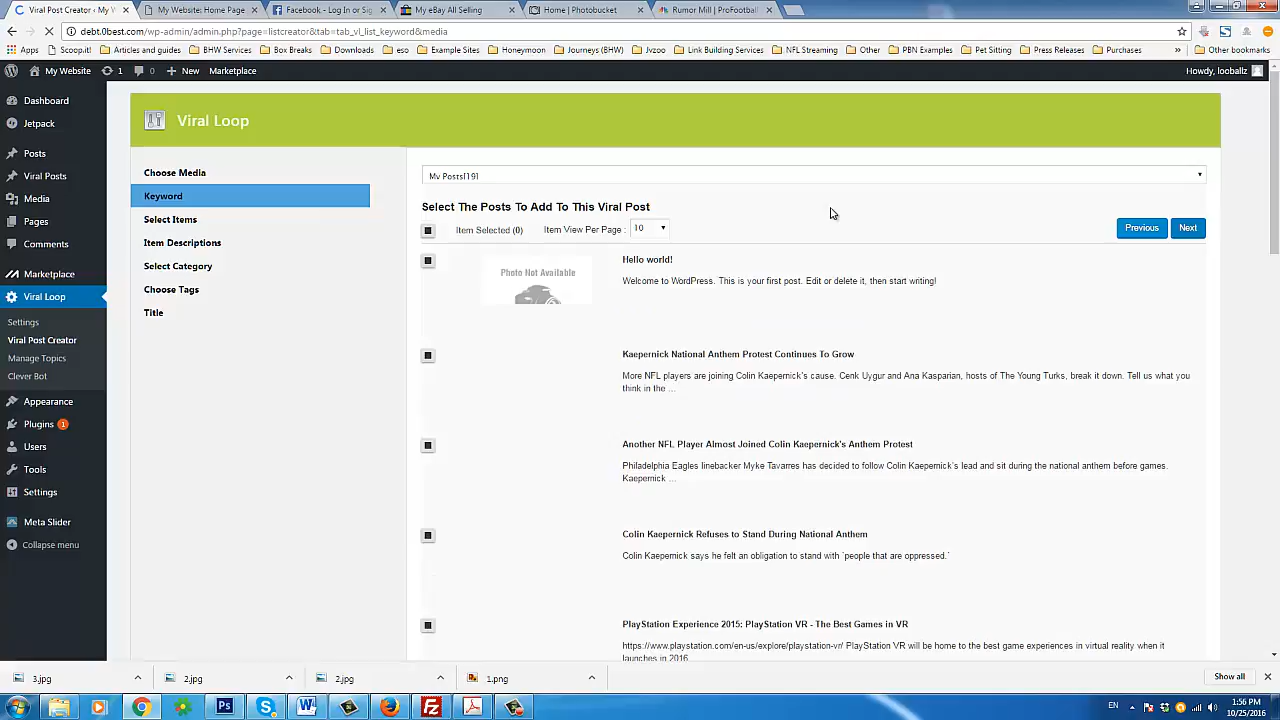 Viral Post Creator ‹ My W
My Website: Home Page
Facebook - Log In or Sig
My eBay All Selling
Home | Photobucket
Rumor Mill | ProFootball
debt.0best.com/wp-admin/admin.php?page=listcreator&tab=tab_vl_list_keyword&media
Apps Scoop.it! Articles and guides BHW Services Box Breaks Downloads eso Example Sites Honeymoon Journeys (BHW) Jvzoo Link Building Services NFL Streaming Other PBN Examples Pet Sitting Press Releases Purchases » Other bookmarks
My Website 1 0 + New Marketplace Howdy, looballz
Dashboard
Jetpack
Posts
Viral Posts
Media
Pages
Comments
Marketplace
Viral Loop
Settings
Viral Post Creator
Manage Topics
Clever Bot
Appearance
Plugins 1
Users
Tools
Settings
Meta Slider
Collapse menu
Viral Loop
Choose Media
Keyword
Select Items
Item Descriptions
Select Category
Choose Tags
Title
My Posts[19]
Select The Posts To Add To This Viral Post
Item Selected (0) Item View Per Page : 10 Previous Next
Photo Not Available
Hello world!
Welcome to WordPress. This is your first post. Edit or delete it, then start writing!
Kaepernick National Anthem Protest Continues To Grow
More NFL players are joining Colin Kaepernick's cause. Cenk Uygur and Ana Kasparian, hosts of The Young Turks, break it down. Tell us what you
think in the ...
Another NFL Player Almost Joined Colin Kaepernick's Anthem Protest
Philadelphia Eagles linebacker Myke Tavarres has decided to follow Colin Kaepernick's lead and sit during the national anthem before games.
Kaepernick ...
Colin Kaepernick Refuses to Stand During National Anthem
Colin Kaepernick says he felt an obligation to stand with `people that are oppressed.`
PlayStation Experience 2015: PlayStation VR - The Best Games in VR
https://www.playstation.com/en-us/explore/playstation-vr/ PlayStation VR will be home to the best game experiences in virtual reality when it
launches in 2016
3.jpg 2.jpg 2.jpg 1.png Show all
EN 1:56 PM
10/25/2016